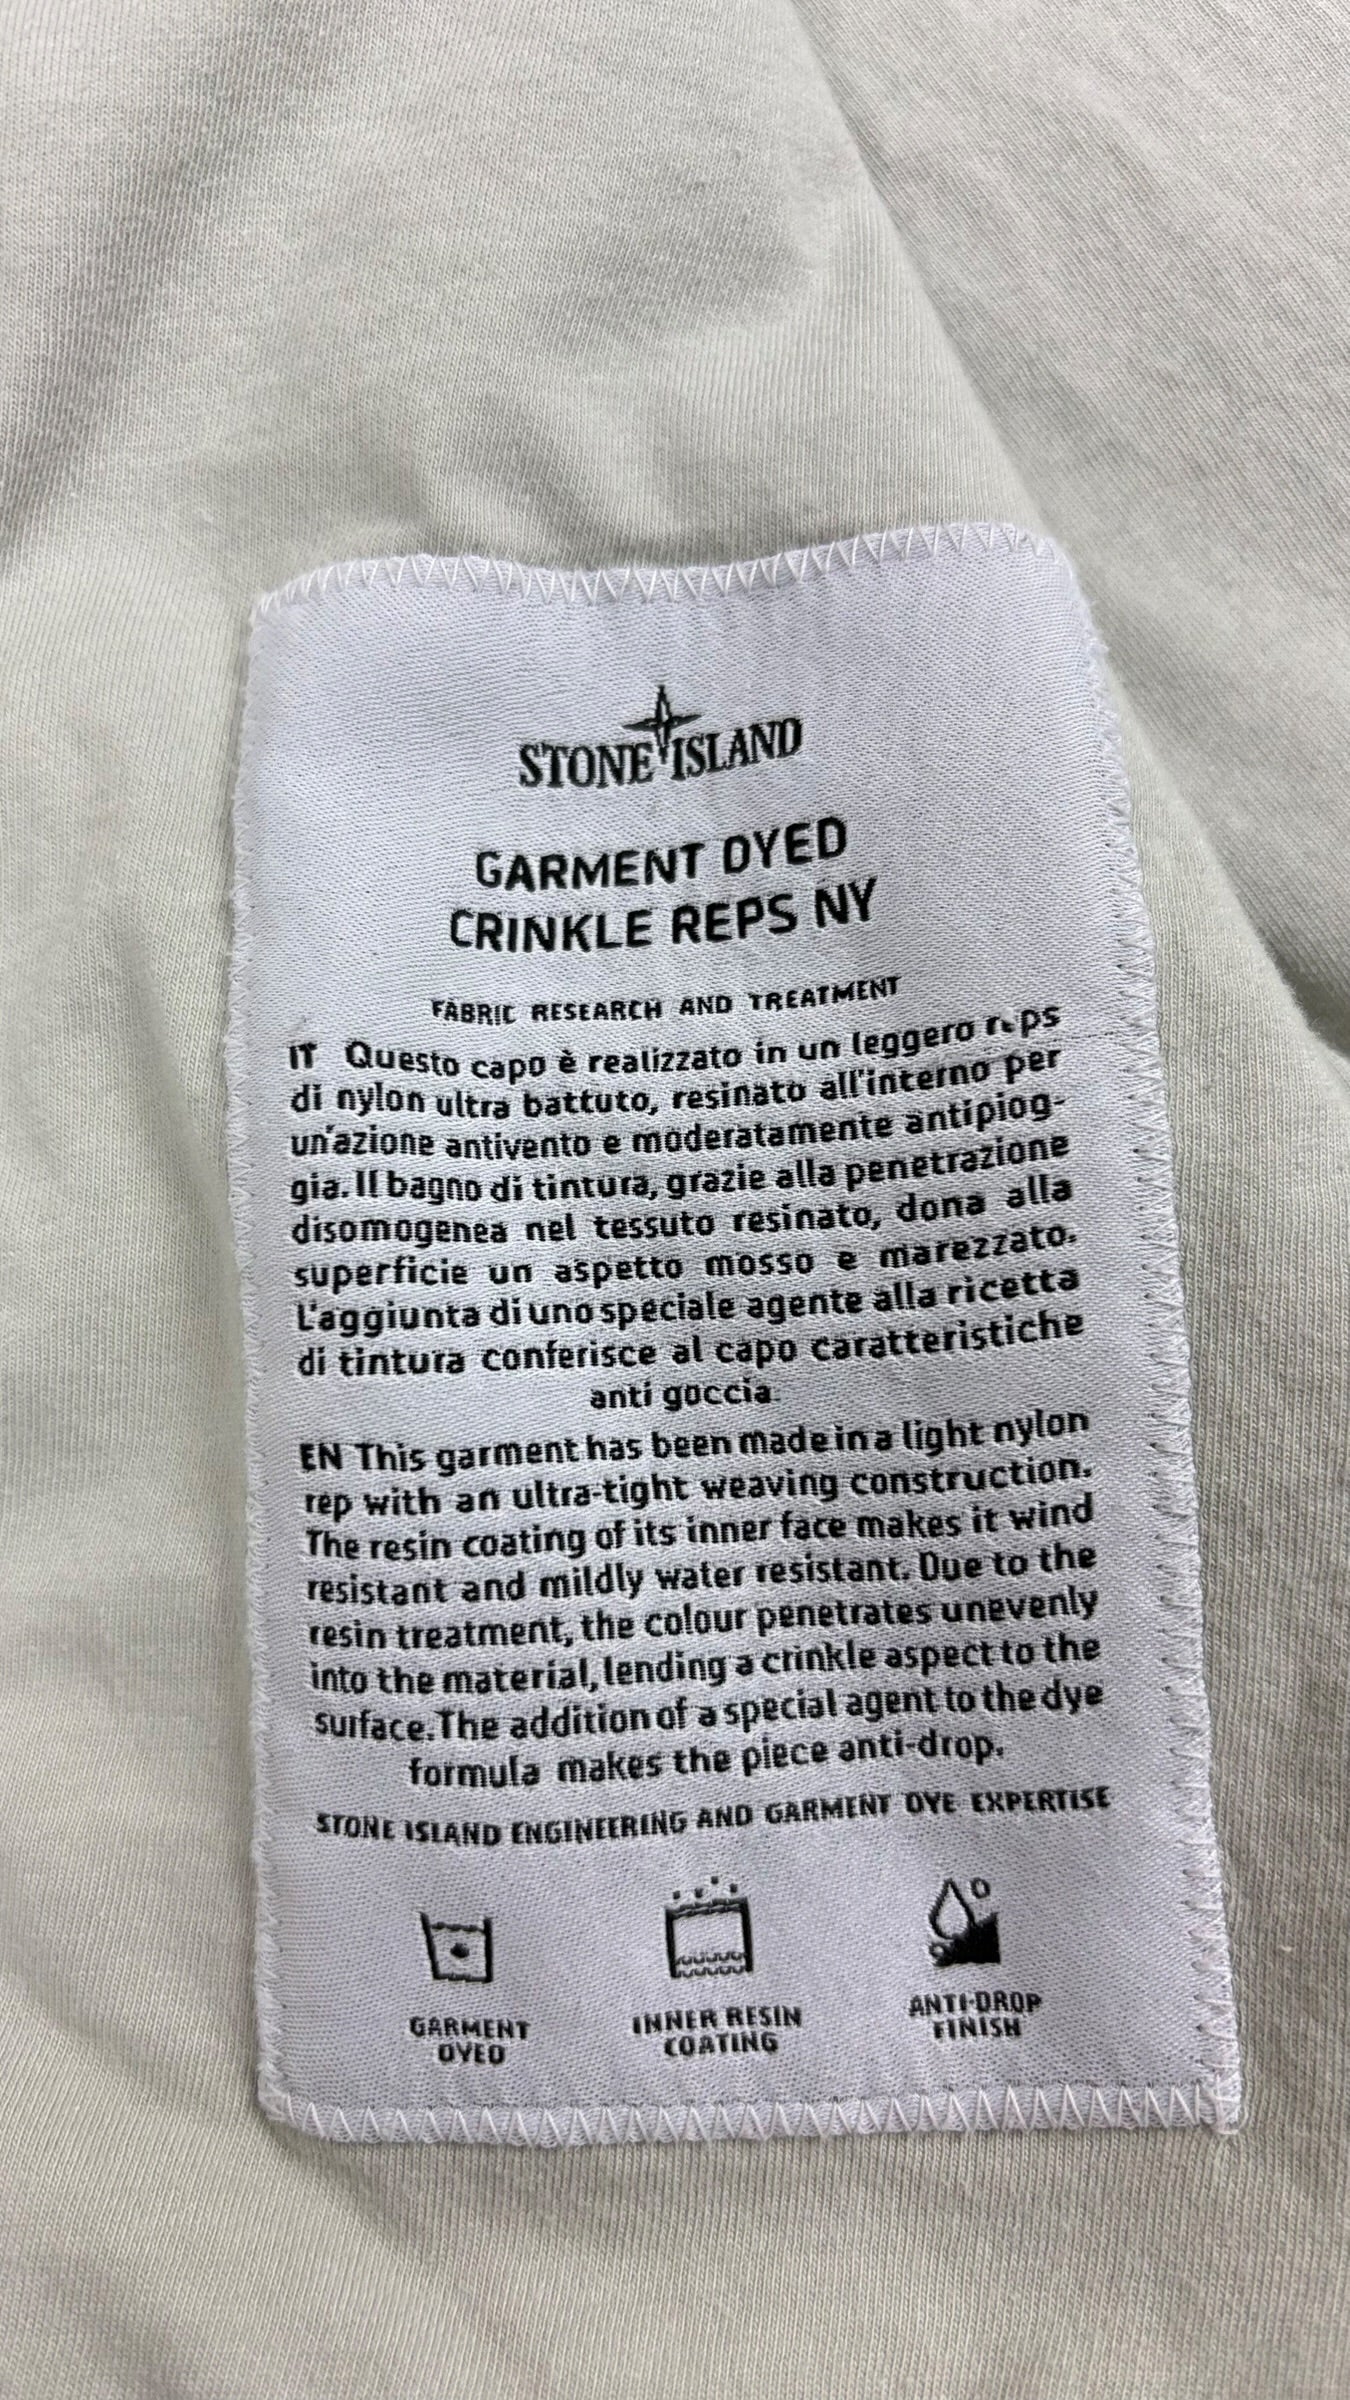 STONE ISLAND
GARMENT DYED
CRINKLE REPS NY
FABRIC RESEARCH AND TREATMENT
IT Questo capo è realizzato in un leggero reps
di nylon ultra battuto, resinato all'interno per
un'azione antivento e moderatamente antipiog-
gia. Il bagno di tintura, grazie alla penetrazione
disomogenea nel tessuto resinato, dona alla
superficie un aspetto mosso e marezzato.
L'aggiunta di uno speciale agente alla ricetta
di tintura conferisce al capo caratteristiche
anti goccia.
EN This garment has been made in a light nylon
rep with an ultra-tight weaving construction.
The resin coating of its inner face makes it wind
resistant and mildly water resistant. Due to the
resin treatment, the colour penetrates unevenly
into the material, lending a crinkle aspect to the
surface. The addition of a special agent to the dye
formula makes the piece anti-drop.
STONE ISLAND ENGINEERING AND GARMENT DYE EXPERTISE
GARMENT DYED
INNER RESIN COATING
ANTI-DROP FINISH